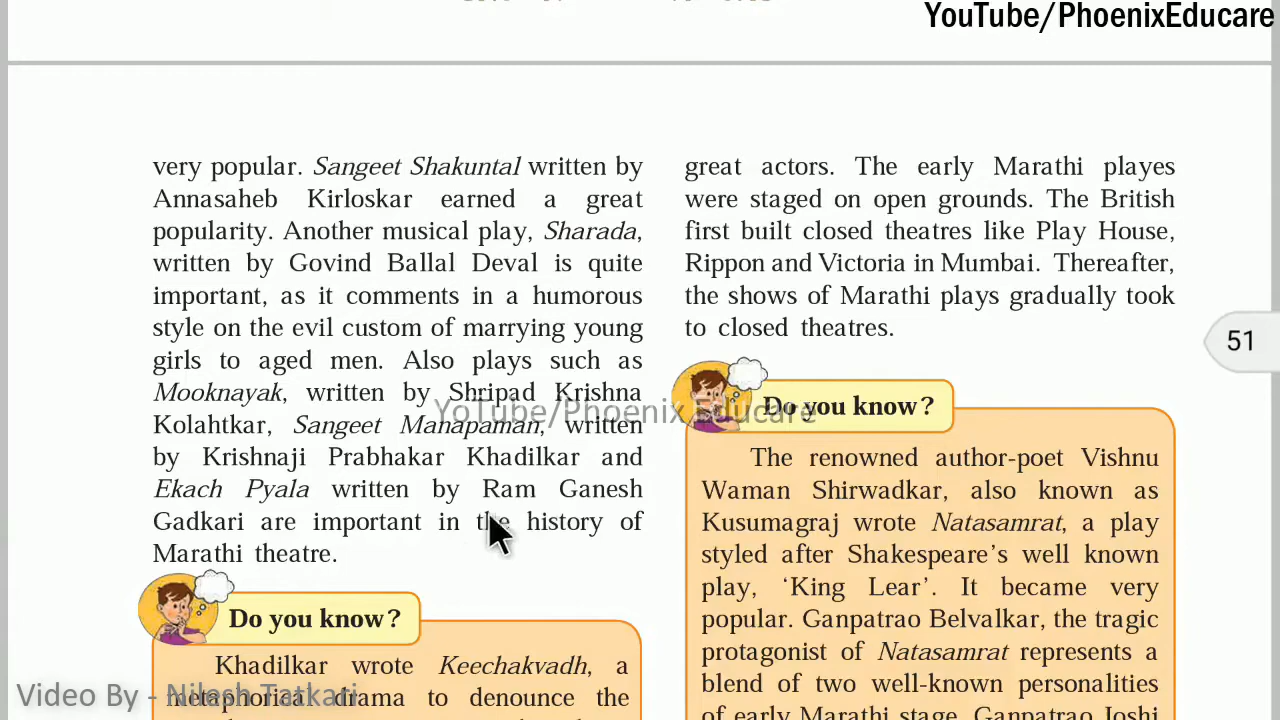 YouTube/PhoenixEducare
very popular. Sangeet Shakuntal written by
Annasaheb Kirloskar earned a great
popularity. Another musical play, Sharada,
written by Govind Ballal Deval is quite
important, as it comments in a humorous
style on the evil custom of marrying young
girls to aged men. Also plays such as
Mooknayak, written by Shripad Krishna
Kolahtkar, Sangeet Manapaman, written
by Krishnaji Prabhakar Khadilkar and
Ekach Pyala written by Ram Ganesh
Gadkari are important in the history of
Marathi theatre.
Do you know?
Khadilkar wrote Keechakvadh, a
metaphorical drama to denounce the
great actors. The early Marathi playes
were staged on open grounds. The British
first built closed theatres like Play House,
Rippon and Victoria in Mumbai. Thereafter,
the shows of Marathi plays gradually took
to closed theatres.
Do you know?
The renowned author-poet Vishnu
Waman Shirwadkar, also known as
Kusumagraj wrote Natasamrat, a play
styled after Shakespeare's well known
play, 'King Lear'. It became very
popular. Ganpatrao Belvalkar, the tragic
protagonist of Natasamrat represents a
blend of two well-known personalities
of early Marathi stage, Ganpatrao Joshi
51
YoTube/Phoenix Educare
Video By - Nilesh Tatkari